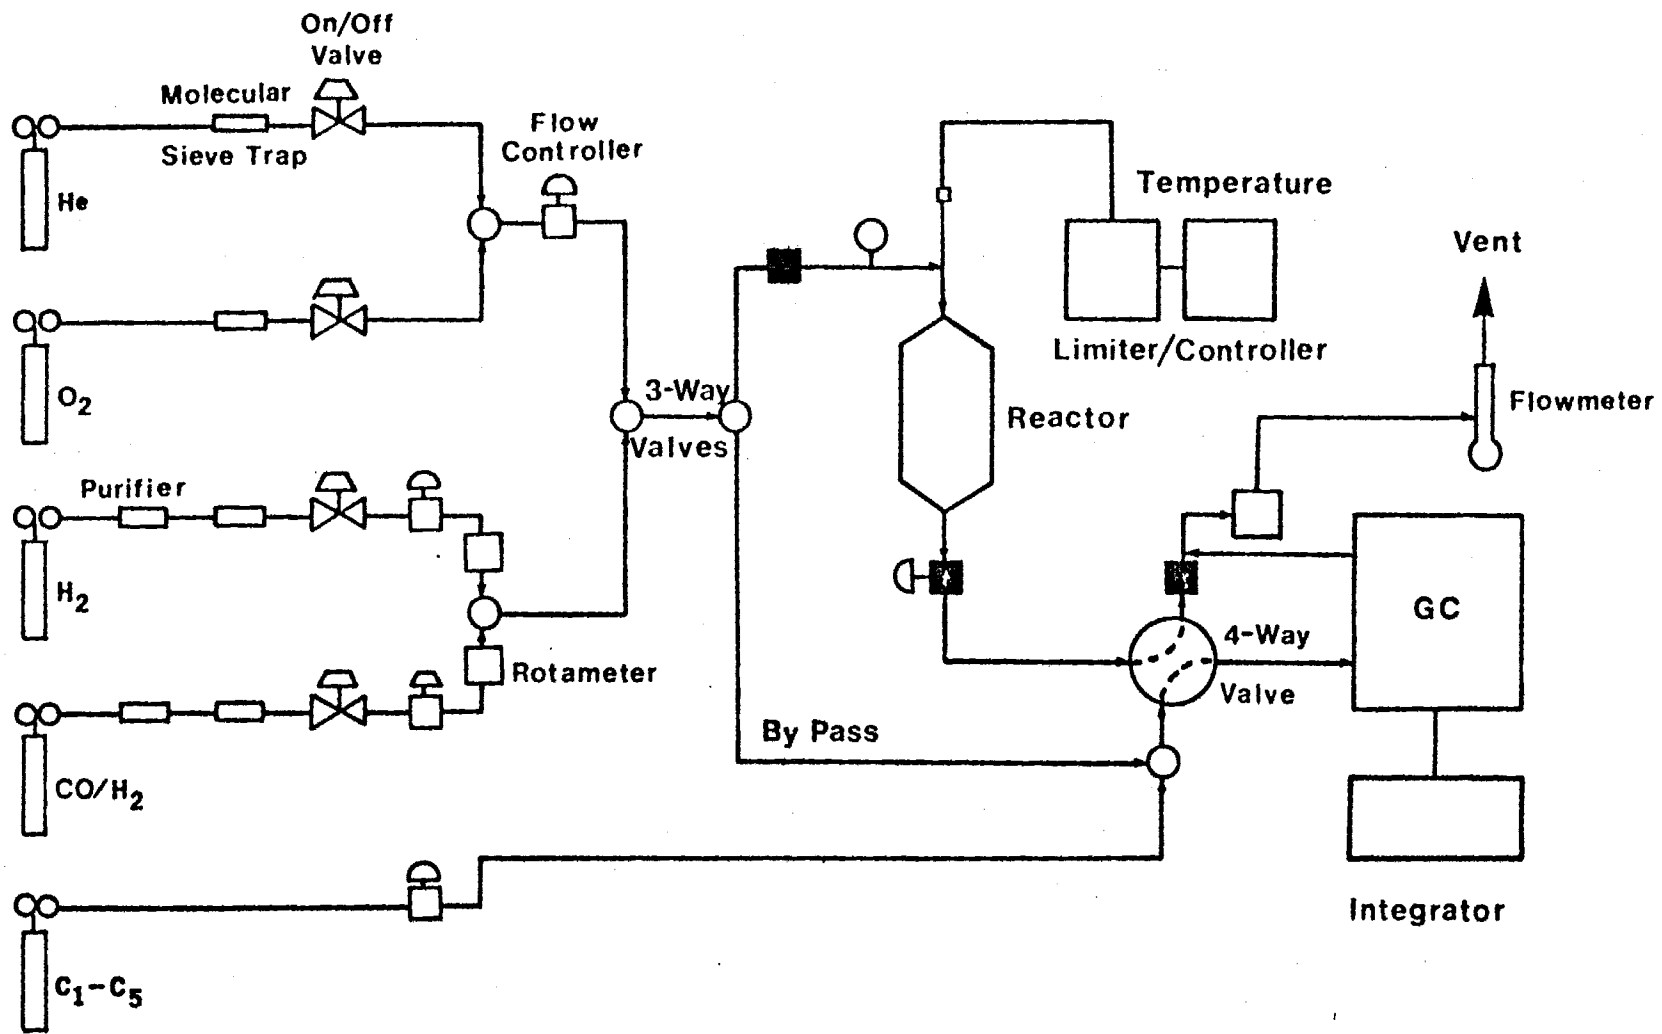 On/Off
Valve
Molecular
Sieve Trap
Flow
Controller
He
Temperature
Limiter/Controller
Vent
O2
3-Way
Valves
Reactor
Flowmeter
Purifier
H2
GC
4-Way
Valve
Rotameter
By Pass
CO/H2
Integrator
C1-C5